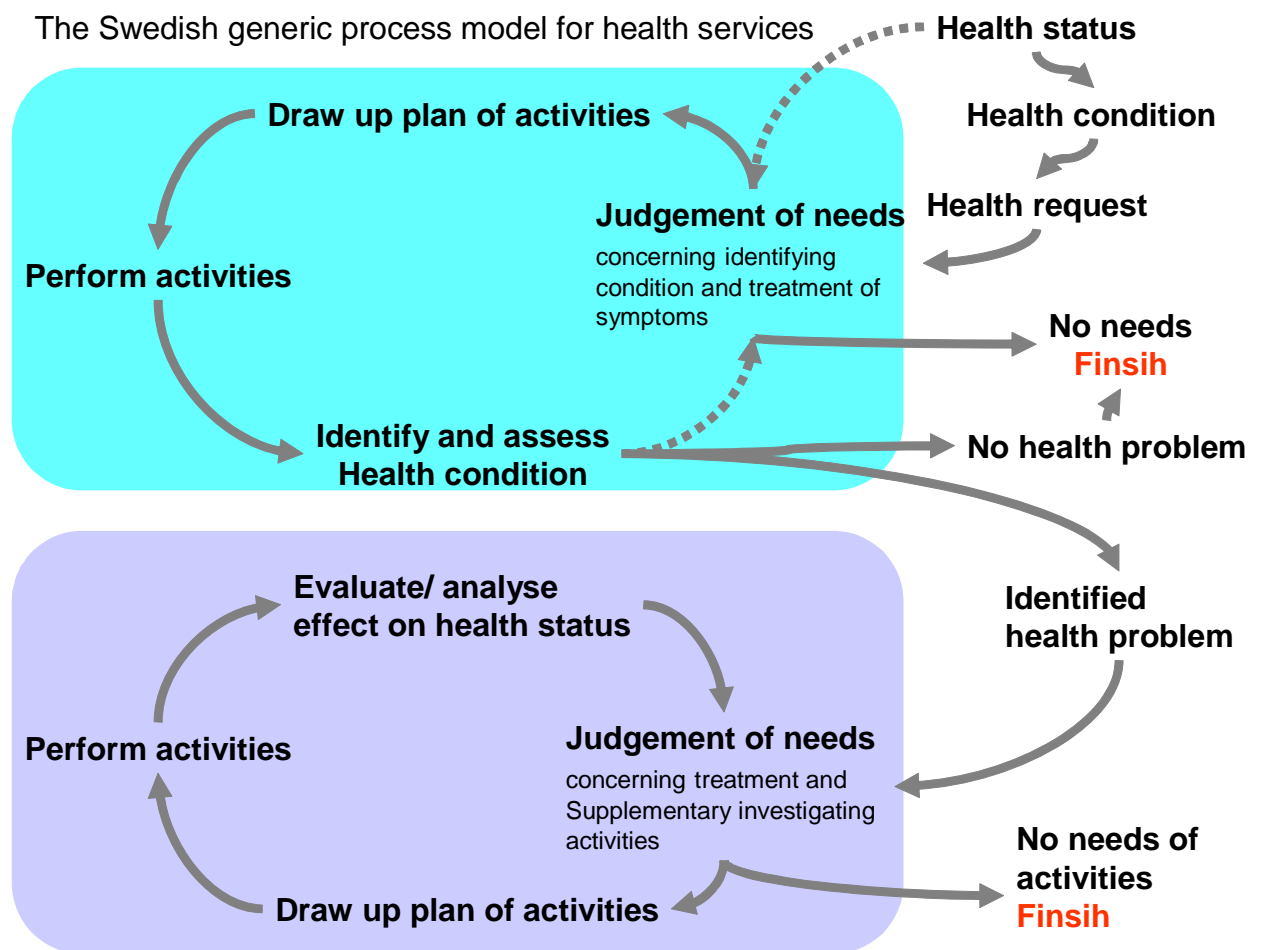 The Swedish generic process model for health services
Health status
Draw up plan of activities
Health condition
Judgement of needs
concerning identifying
condition and treatment of
symptoms
Health request
Perform activities
No needs
Finsih
Identify and assess
Health condition
No health problem
Evaluate/ analyse
effect on health status
Identified
health problem
Perform activities
Judgement of needs
concerning treatment and
Supplementary investigating
activities
No needs of
activities
Finsih
Draw up plan of activities